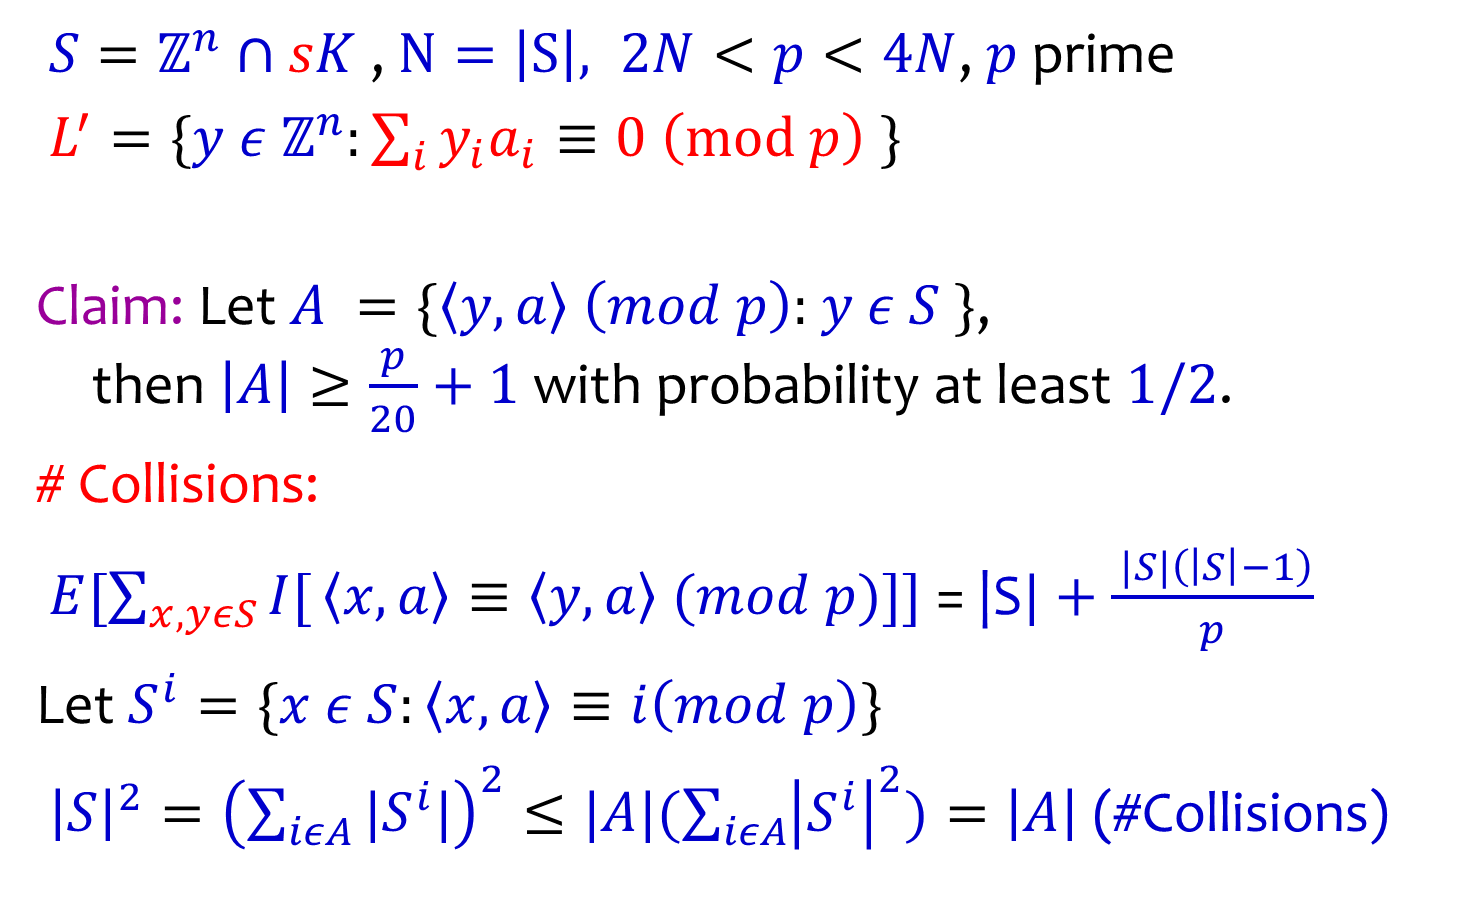 S = ℤⁿ ∩ sK , N = |S|, 2N < p < 4N, p prime
L′ = {y ϵ ℤⁿ: ∑ᵢ yᵢaᵢ ≡ 0 (mod p) }
Claim: Let A = {⟨y, a⟩ (mod p): y ϵ S },
then |A| ≥ p/20 + 1 with probability at least 1/2.
# Collisions:
E[∑_{x,yϵS} I[ ⟨x, a⟩ ≡ ⟨y, a⟩ (mod p)]] = |S| + |S|(|S|−1)/p
Let Sⁱ = {x ϵ S: ⟨x, a⟩ ≡ i(mod p)}
|S|² = (∑_{iϵA} |Sⁱ|)² ≤ |A|(∑_{iϵA}|Sⁱ|²) = |A| (#Collisions)